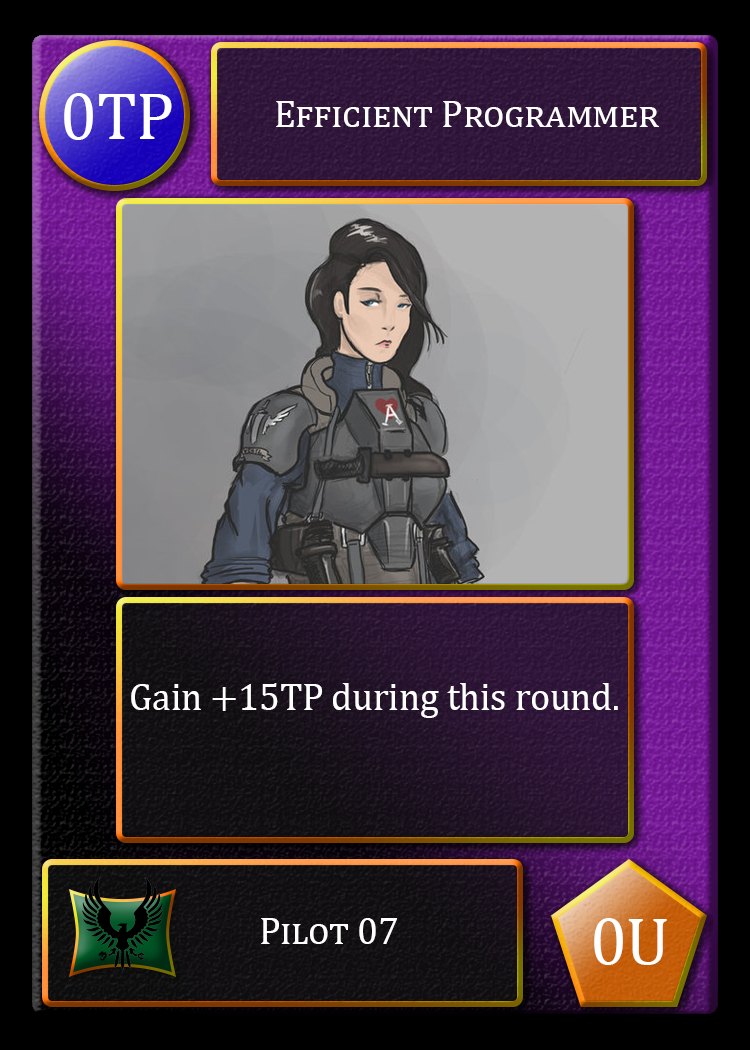 0TP
Efficient Programmer
A
Gain +15TP during this round.
Pilot 07
0U